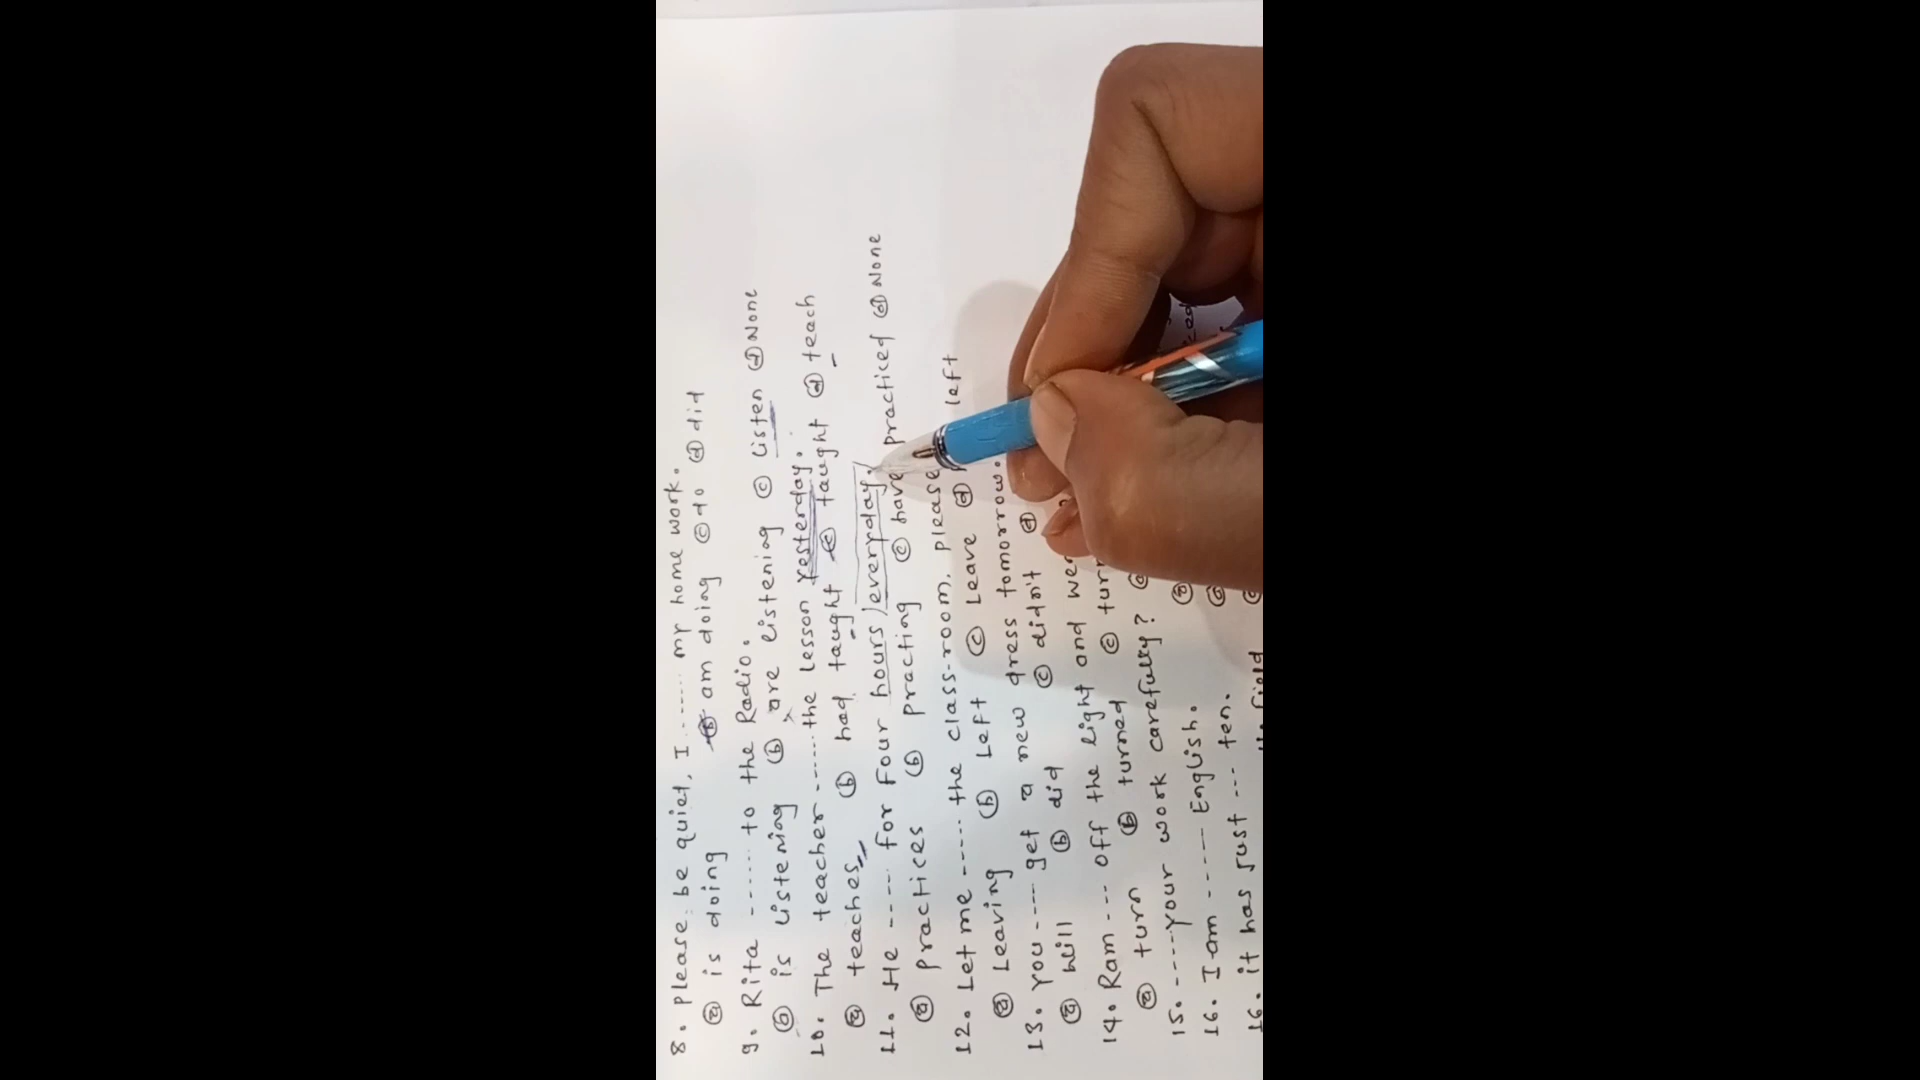 8. Please be quiet, I ...... my home work.
ⓐ is doing ⓑ am doing ⓒ do ⓓ did
9. Rita ...... to the Radio.
ⓐ is listening ⓑ are listening ⓒ listen ⓓ None
10. The teacher ...... the lesson yesterday.
ⓐ teaches ⓑ had taught ⓒ taught ⓓ teach
11. He ..... for Four hours everyday.
ⓐ practices ⓑ practing ⓒ have practiced ⓓ None
12. Let me ..... the class-room, please
ⓐ Leaving ⓑ Left ⓒ Leave ⓓ left
13. You ..... get a new dress tomorrow.
ⓐ will ⓑ did ⓒ didn't ⓓ
14. Ram ... off the light and
ⓐ turn ⓑ turned ⓒ
15. ..... your work carefully?
16. I am ..... English.
16. it has just ... ten.